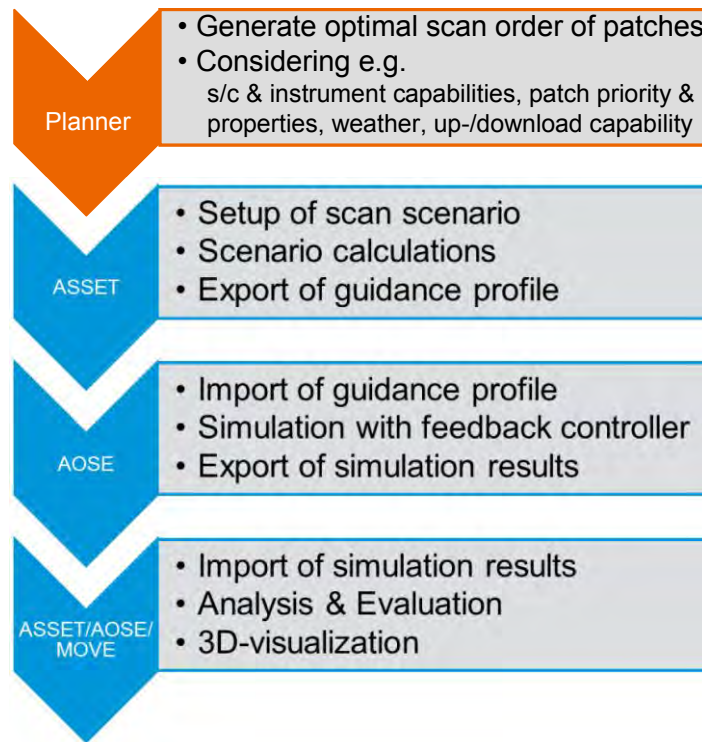 • Generate optimal scan order of patches
• Considering e.g.
s/c & instrument capabilities, patch priority &
properties, weather, up-/download capability
Planner
• Setup of scan scenario
• Scenario calculations
• Export of guidance profile
ASSET
• Import of guidance profile
• Simulation with feedback controller
• Export of simulation results
AOSE
• Import of simulation results
• Analysis & Evaluation
• 3D-visualization
ASSET/AOSE/
MOVE